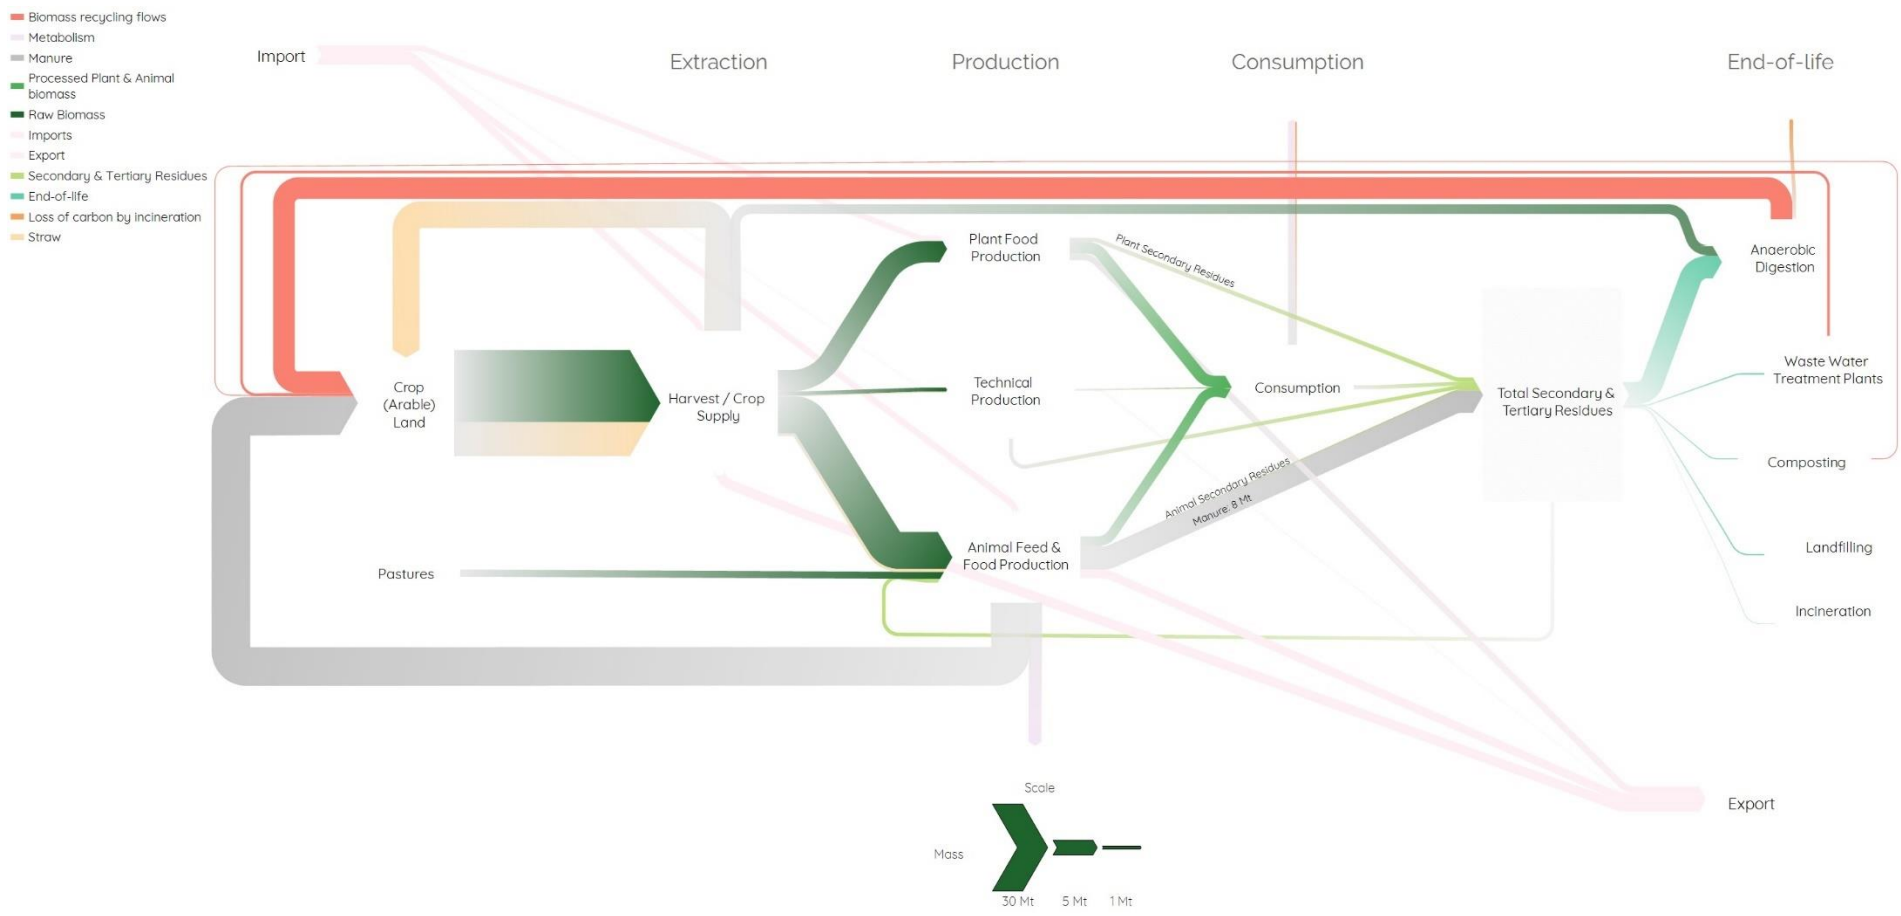 Biomass recycling flows
Metabolism
Manure
Processed Plant & Animal
biomass
Raw Biomass
Imports
Export
Secondary & Tertiary Residues
End-of-life
Loss of carbon by incineration
Straw
Import
Extraction
Production
Consumption
End-of-life
Plant Food
Production
Plant Secondary Residues
Anaerobic
Digestion
Crop
(Arable)
Land
Harvest / Crop
Supply
Technical
Production
Consumption
Total Secondary &
Tertiary Residues
Waste Water
Treatment Plants
Composting
Animal Secondary Residues
Manure: 8 Mt
Pastures
Animal Feed &
Food Production
Landfilling
Incineration
Export
Scale
Mass
30 Mt
5 Mt
1 Mt